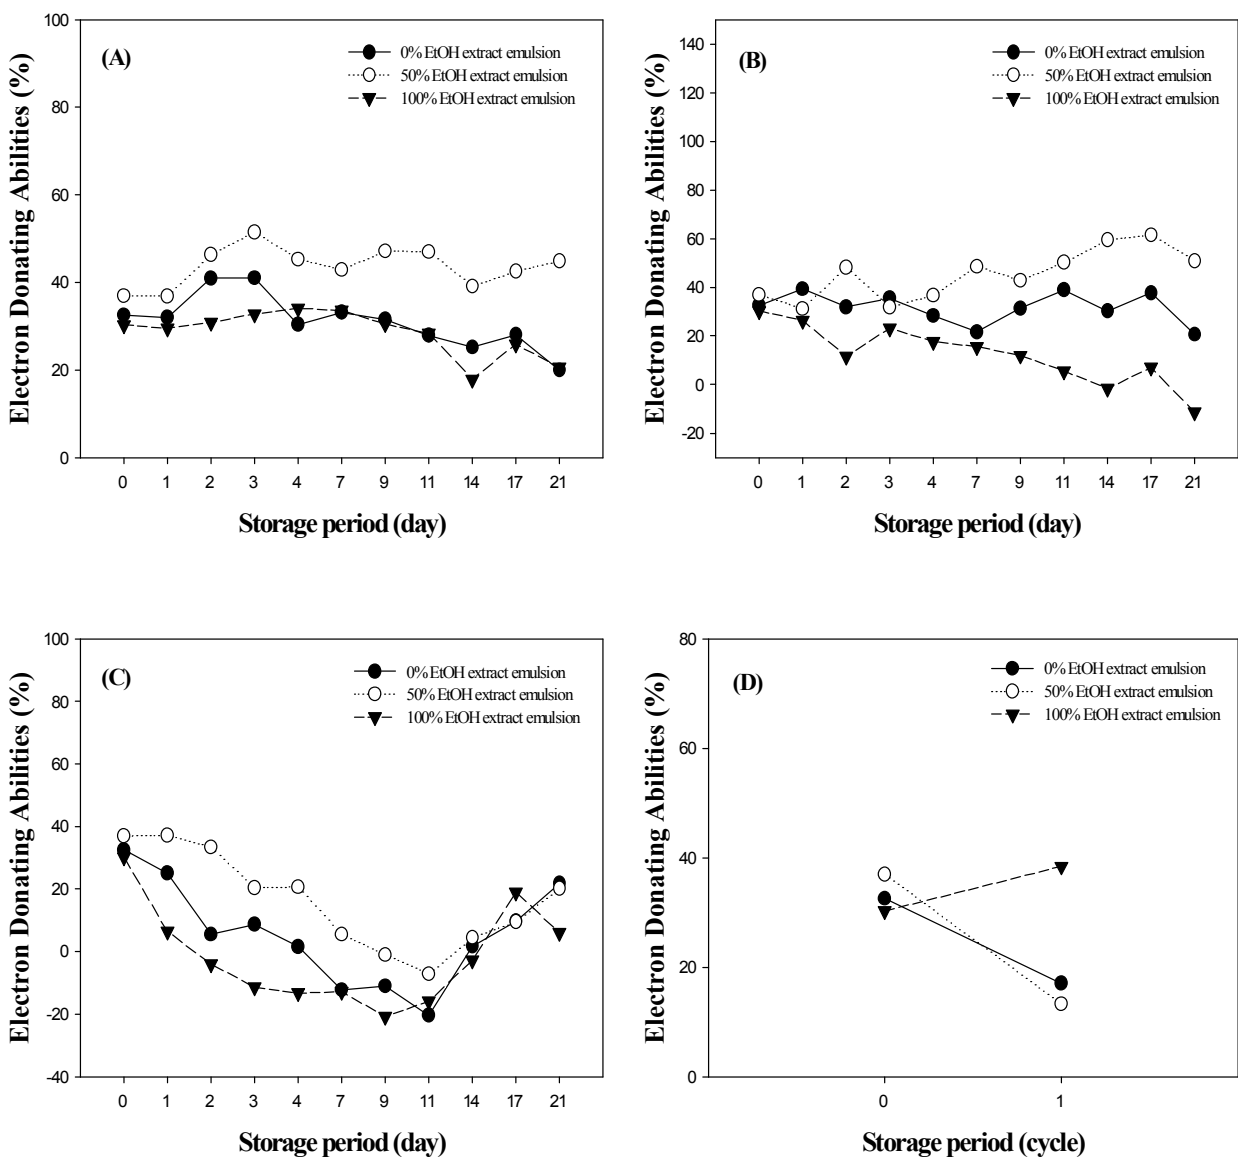 Electron Donating Abilities (%)
100
80
60
40
20
0
(A)
0% EtOH extract emulsion
50% EtOH extract emulsion
100% EtOH extract emulsion
0 1 2 3 4 7 9 11 14 17 21
Storage period (day)
Electron Donating Abilities (%)
140
120
100
80
60
40
20
0
-20
(B)
0% EtOH extract emulsion
50% EtOH extract emulsion
100% EtOH extract emulsion
0 1 2 3 4 7 9 11 14 17 21
Storage period (day)
Electron Donating Abilities (%)
100
80
60
40
20
0
-20
-40
(C)
0% EtOH extract emulsion
50% EtOH extract emulsion
100% EtOH extract emulsion
0 1 2 3 4 7 9 11 14 17 21
Storage period (day)
Electron Donating Abilities (%)
80
60
40
20
0
(D)
0% EtOH extract emulsion
50% EtOH extract emulsion
100% EtOH extract emulsion
0 1
Storage period (cycle)